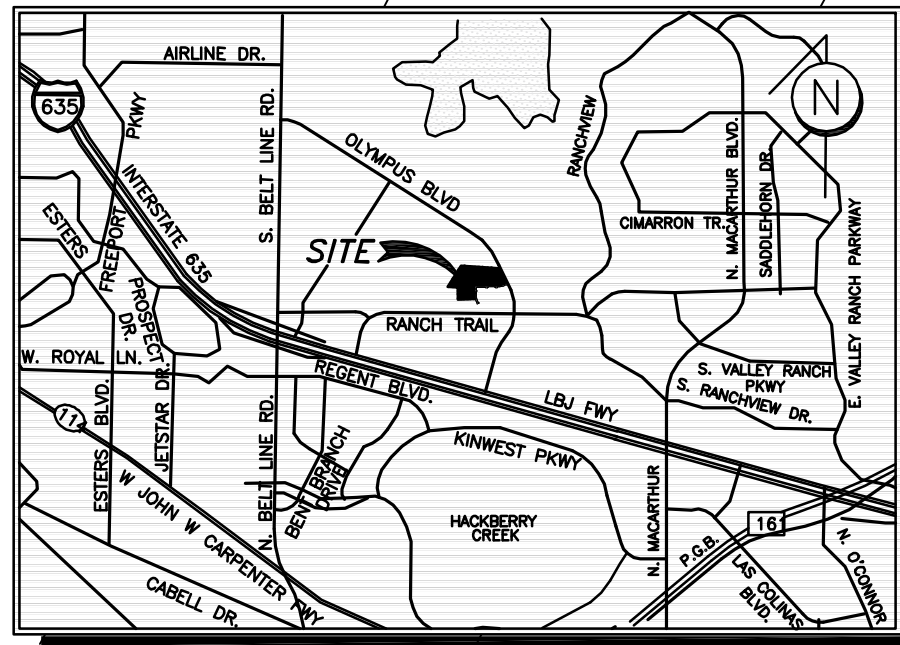 AIRLINE DR.
635
PKWY
S. BELT LINE RD.
OLYMPUS BLVD
RANCHVIEW
N
N. MACARTHUR BLVD.
SADDLEHORN DR.
CIMARRON TR.
E. VALLEY RANCH PARKWAY
INTERSTATE 635
ESTERS
FREEPORT
SITE
PROSPECT
DR.
RANCH TRAIL
W. ROYAL LN.
REGENT BLVD.
LBJ FWY
S. VALLEY RANCH
PKWY
S. RANCHVIEW DR.
ESTERS BLVD.
JETSTAR DR.
N. BELT LINE RD.
BENT BRANCH
DRIVE
KINWEST PKWY
W JOHN W CARPENTER FWY
HACKBERRY
CREEK
N. MACARTHUR
P.G.B.
161
LAS COLINAS
BLVD.
N. O'CONNOR
CABELL DR.